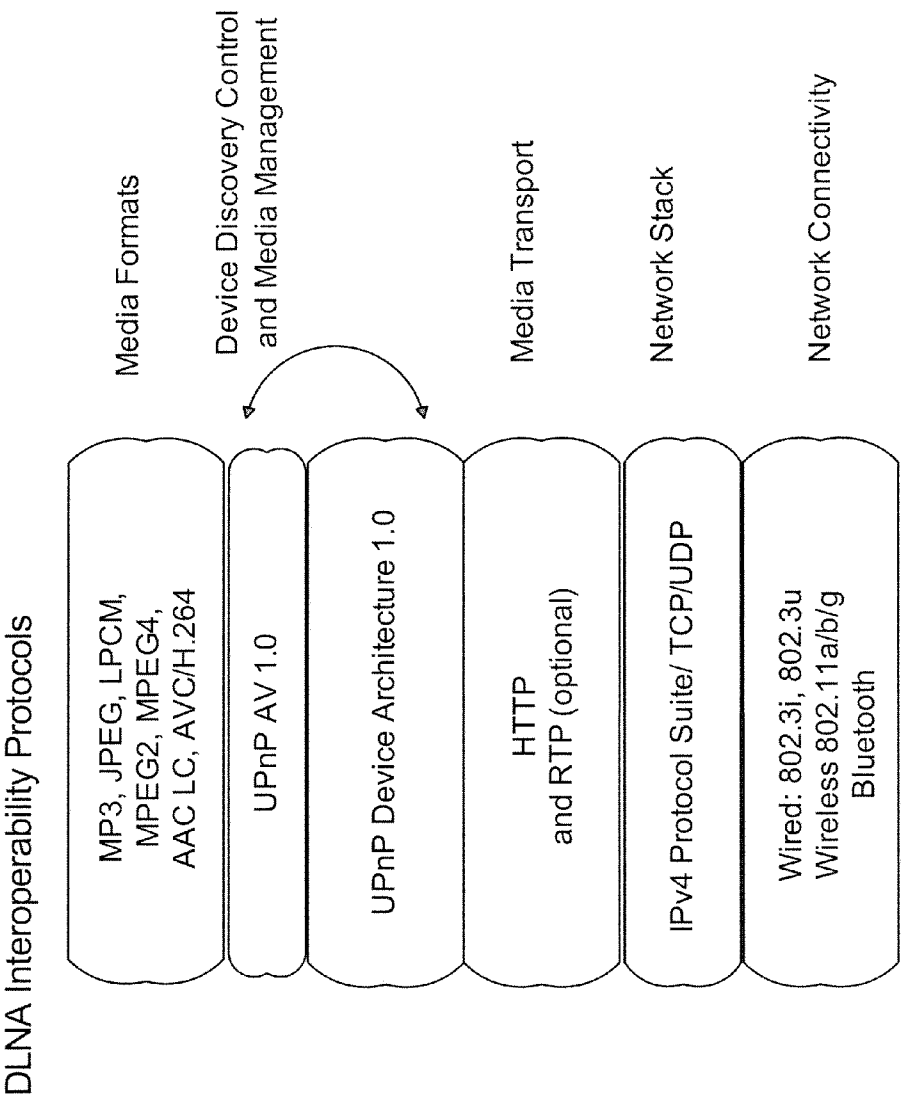 DLNA Interoperability Protocols
MP3, JPEG, LPCM,
MPEG2, MPEG4,
AAC LC, AVC/H.264
Media Formats
UPnP AV 1.0
Device Discovery Control
and Media Management
UPnP Device Architecture 1.0
HTTP
and RTP (optional)
Media Transport
IPv4 Protocol Suite/ TCP/UDP
Network Stack
Wired: 802.3i, 802.3u
Wireless 802.11a/b/g
Bluetooth
Network Connectivity